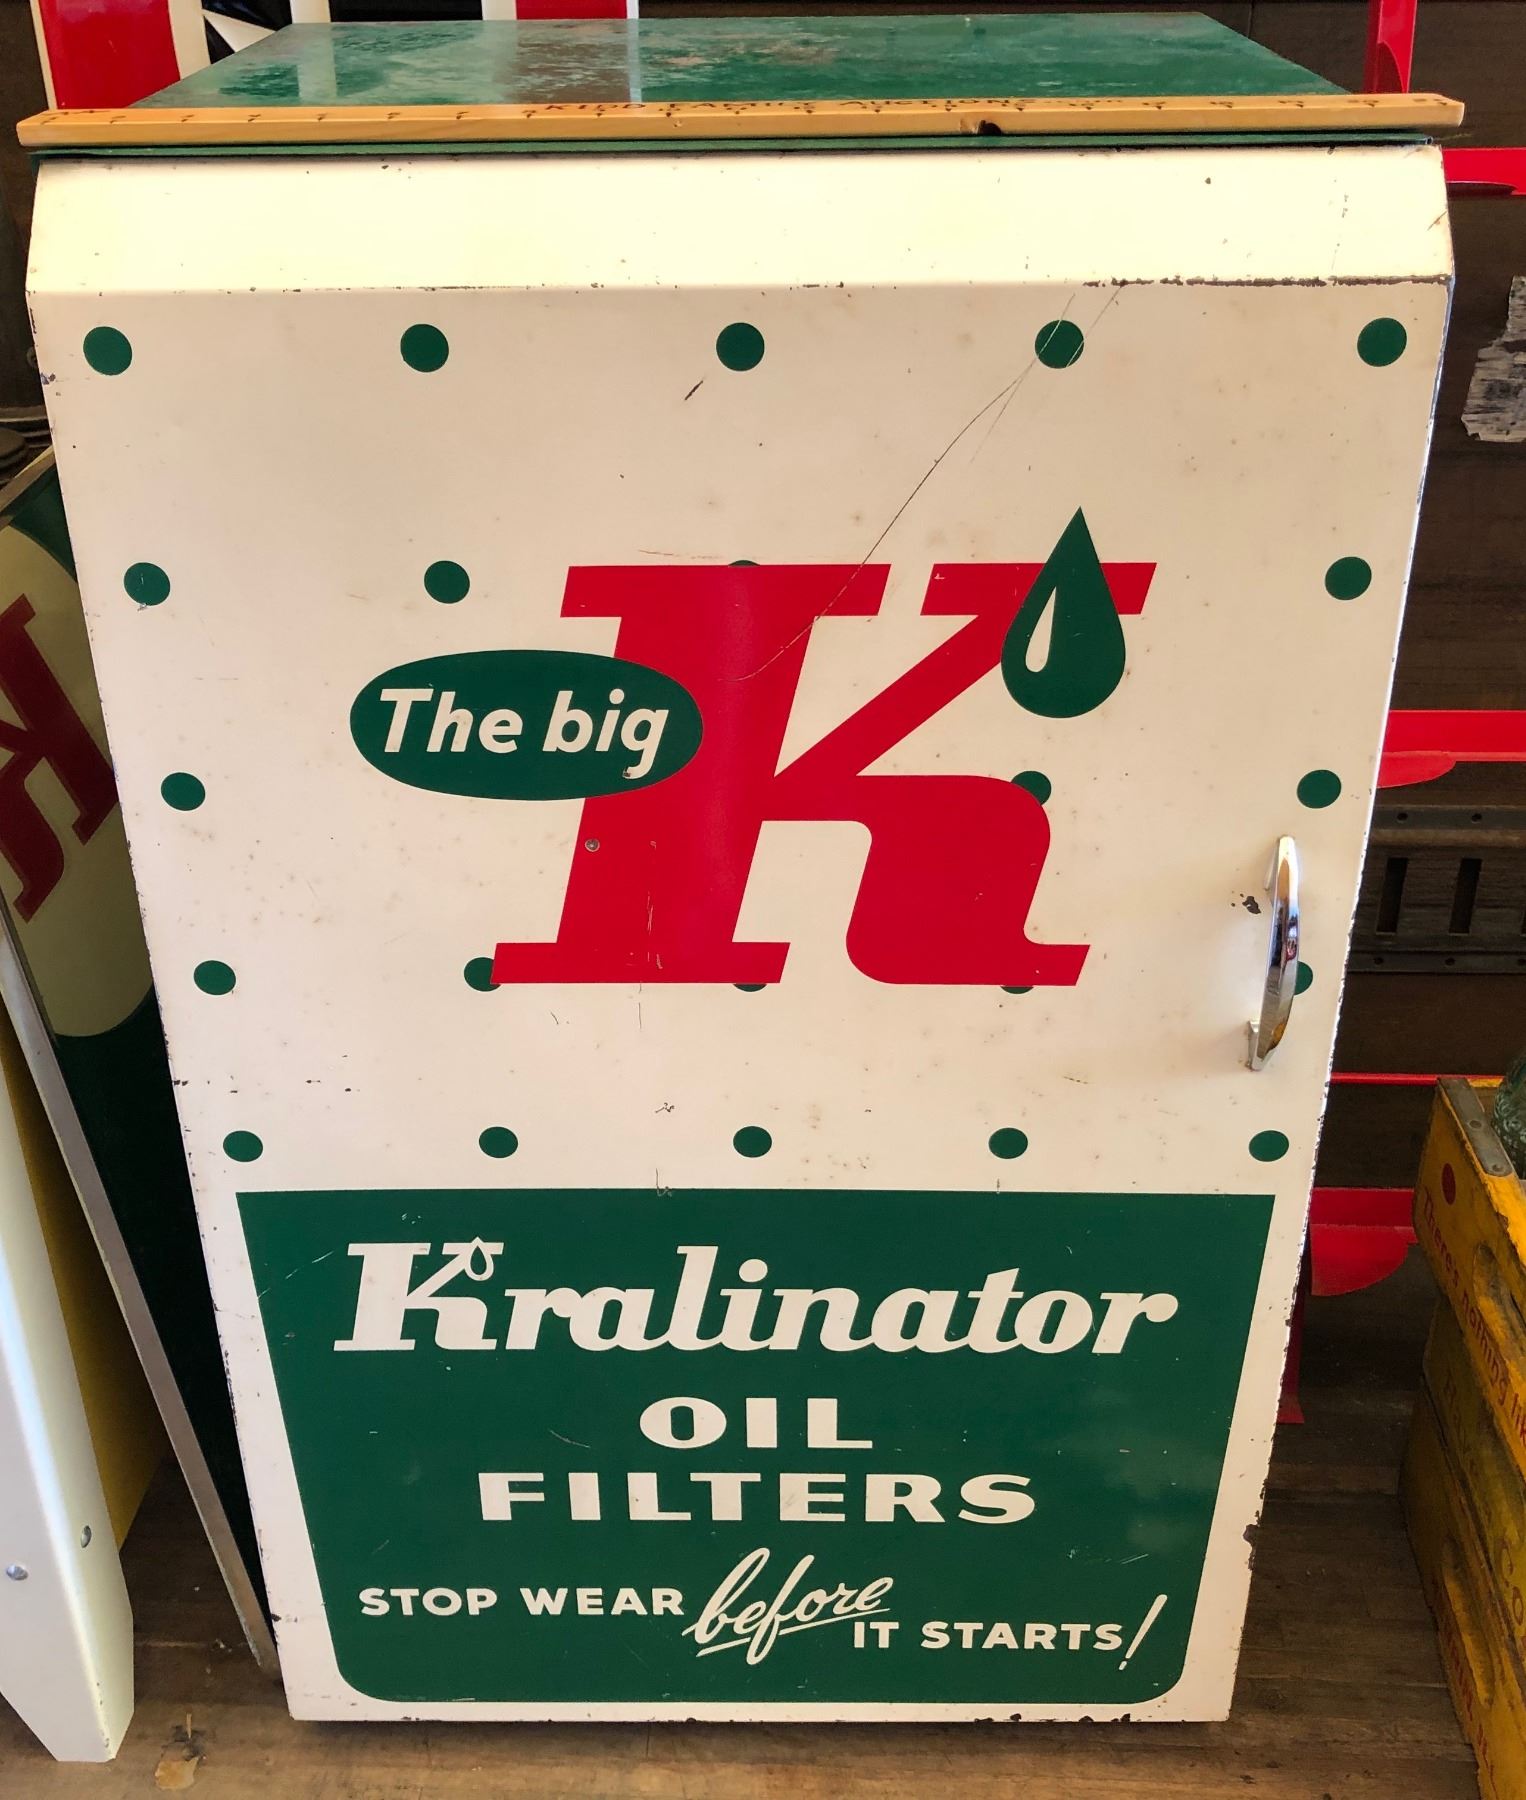 KIDD FAMILY AUCTIONS
The big
K
Kralinator
OIL
FILTERS
STOP WEAR before IT STARTS!